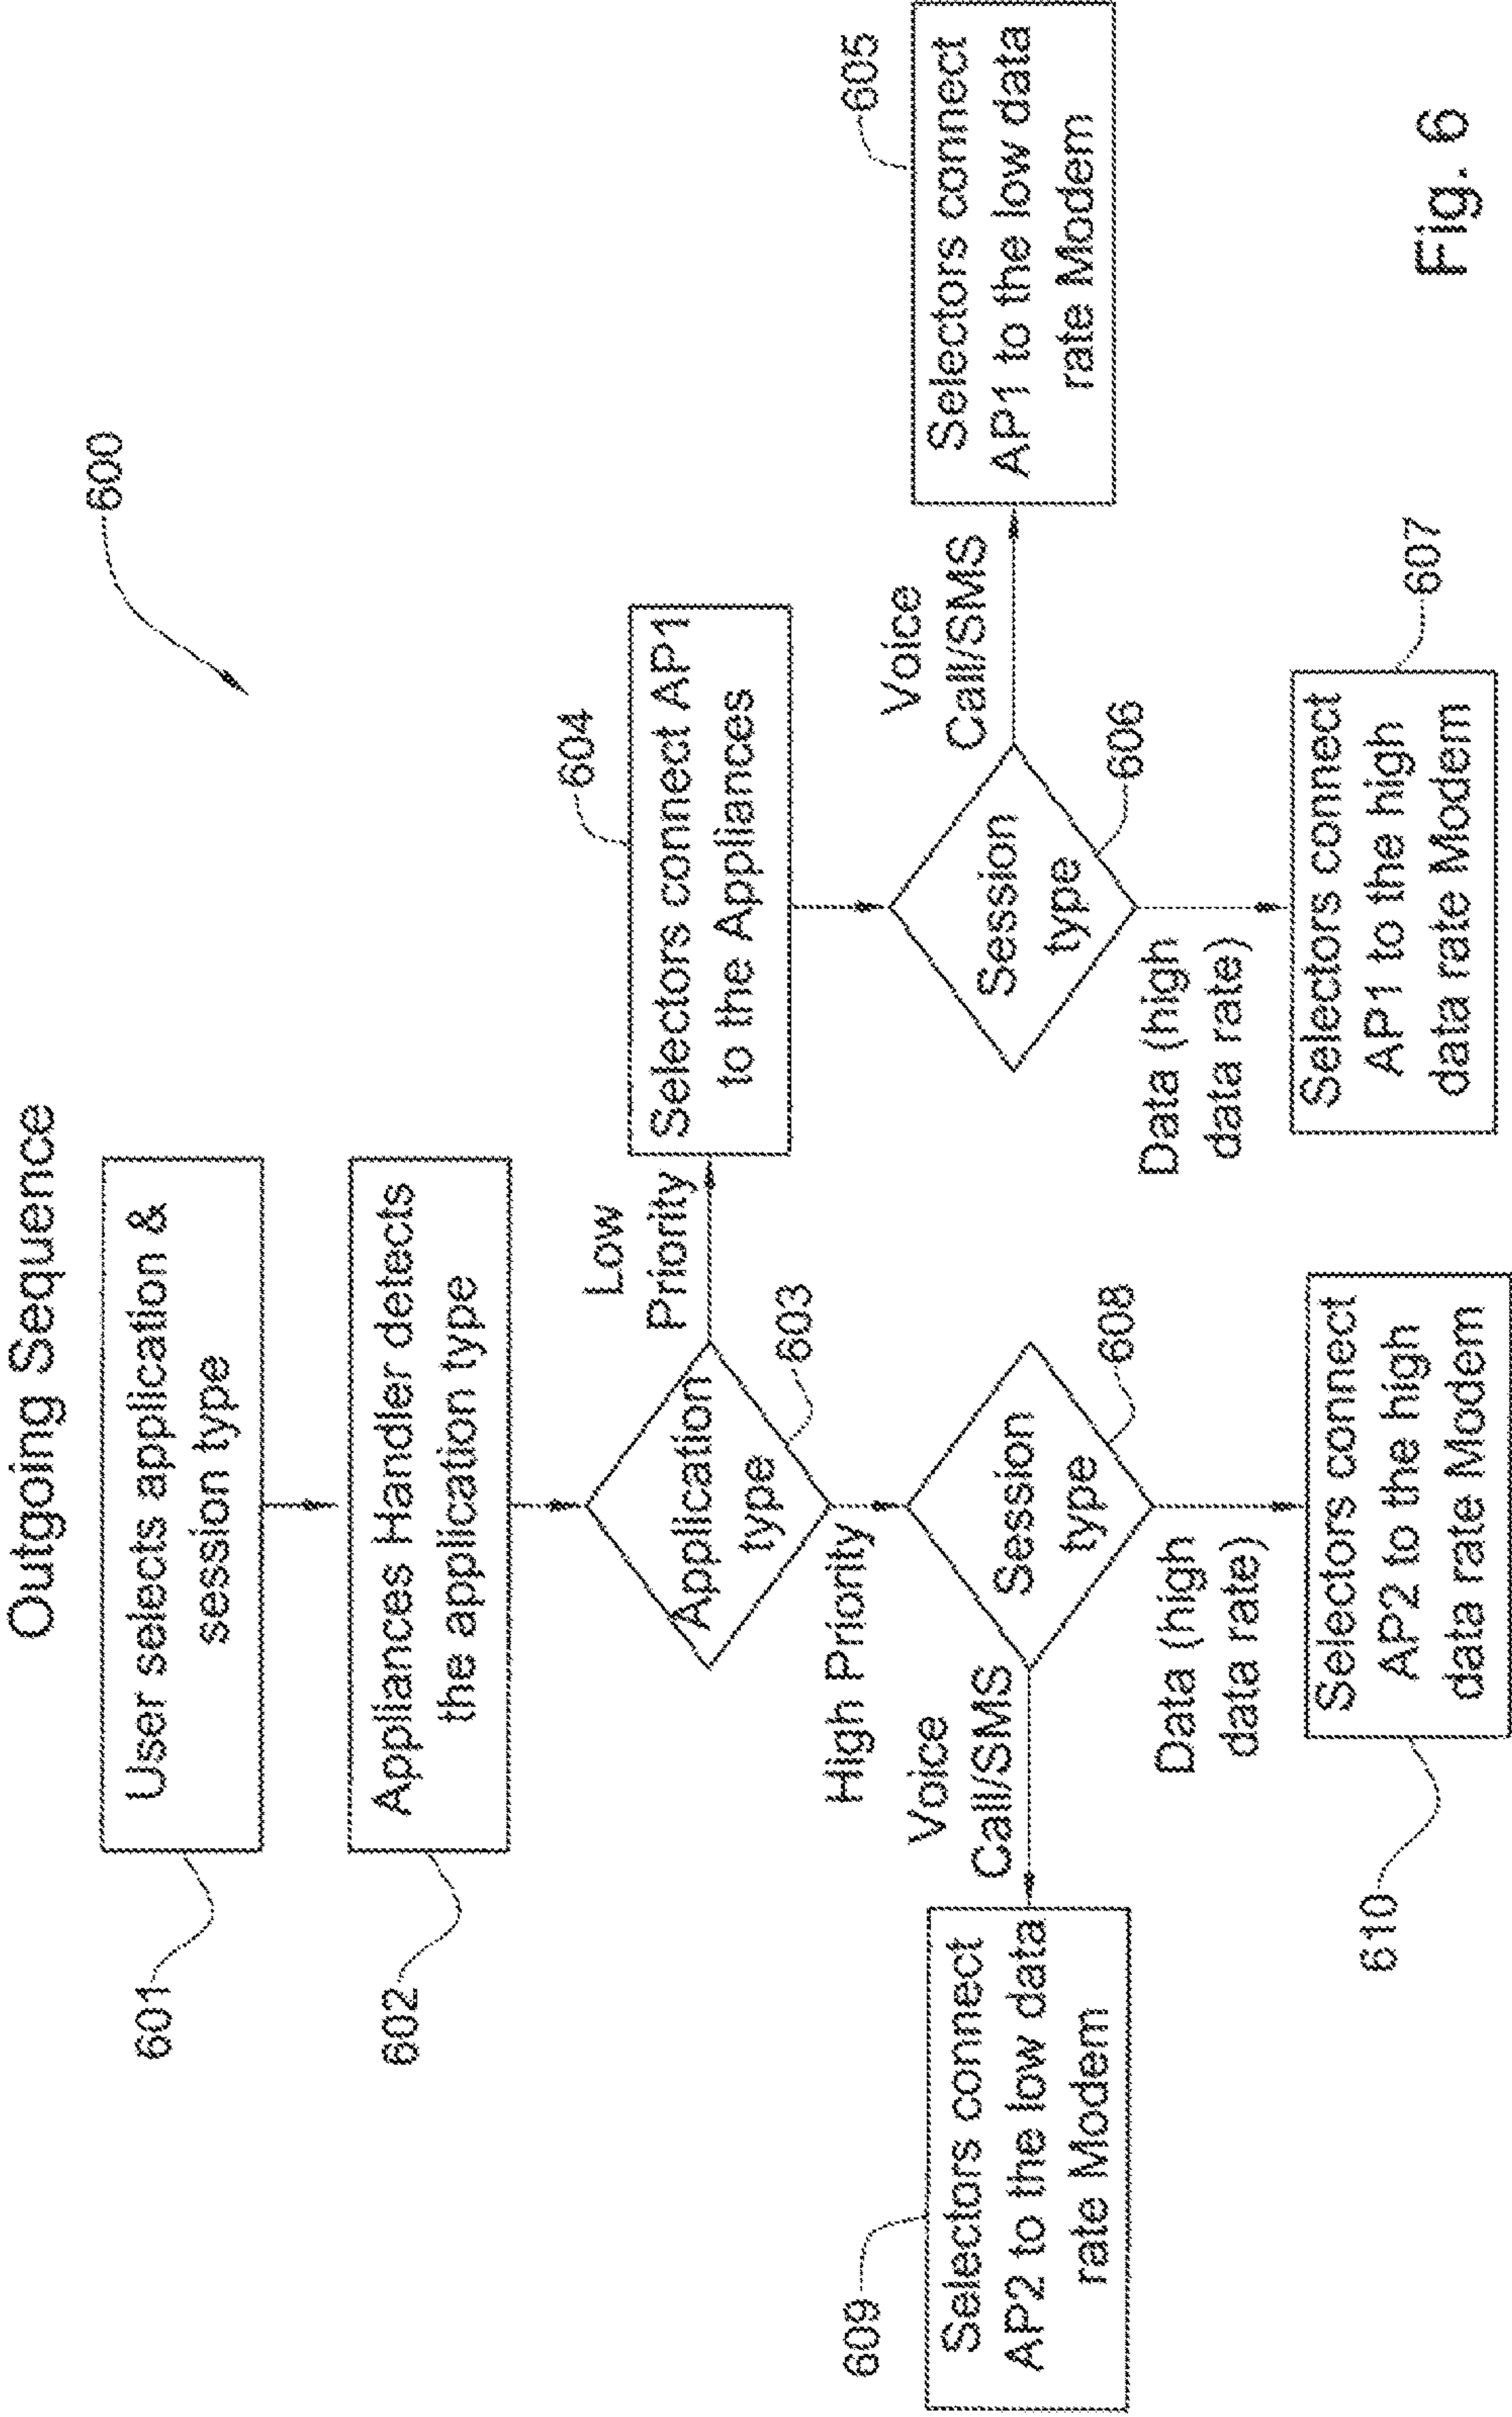 Outgoing Sequence
600
601
User selects application &
session type
602
Appliances Handler detects
the application type
Application
type
603
Low
Priority
604
Selectors connect AP1
to the Appliances
High Priority
Session
type
606
Voice
Call/SMS
605
Selectors connect
AP1 to the low data
rate Modem
Data (high
data rate)
607
Selectors connect
AP1 to the high
data rate Modem
Session
type
608
Voice
Call/SMS
609
Selectors connect
AP2 to the low data
rate Modem
Data (high
data rate)
610
Selectors connect
AP2 to the high
data rate Modem
Fig. 6